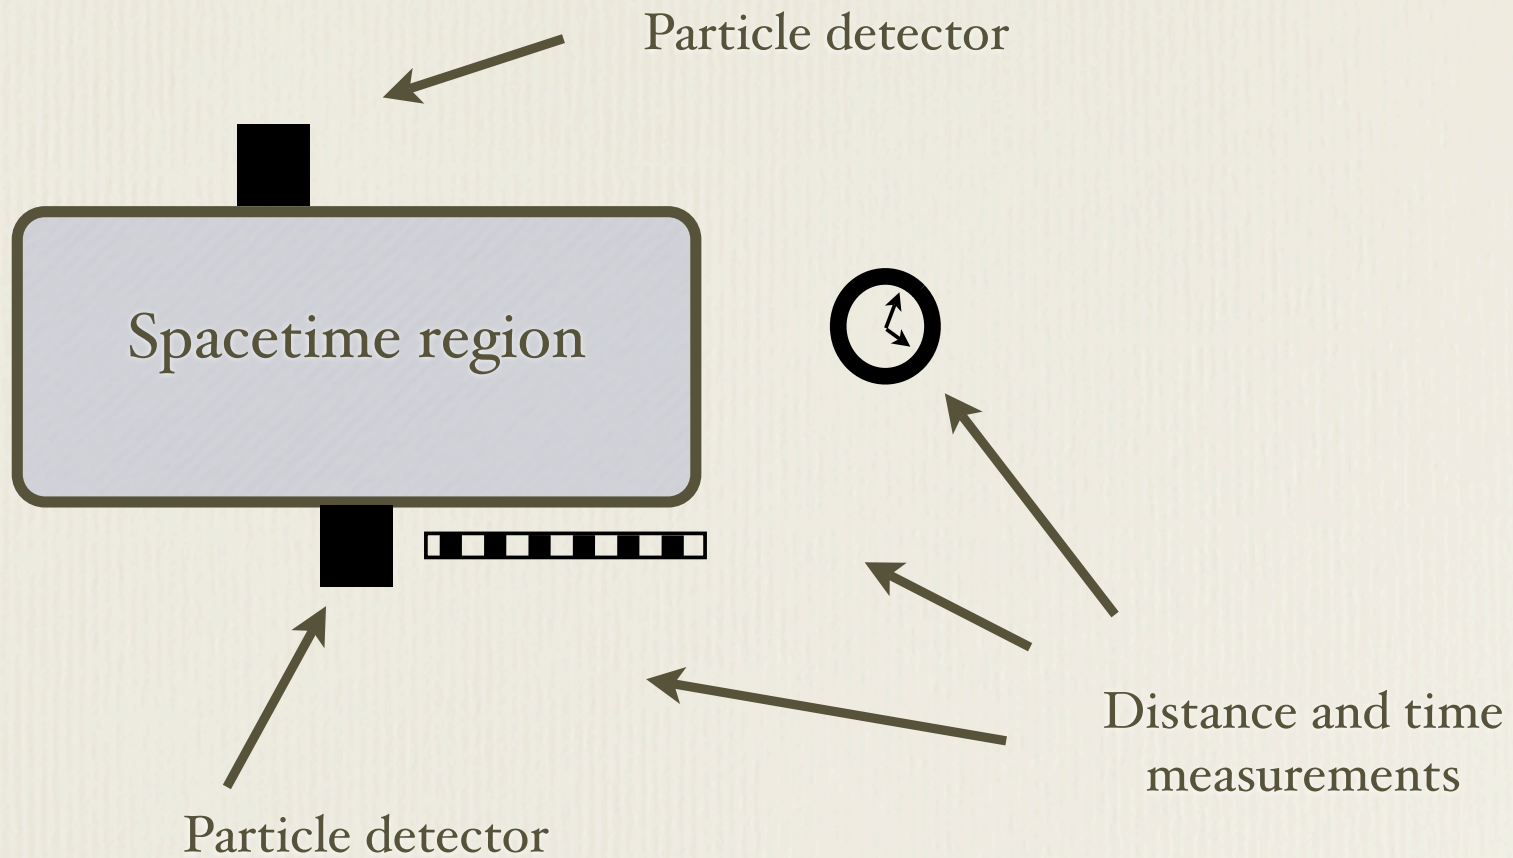 Particle detector
Spacetime region
Distance and time
measurements
Particle detector